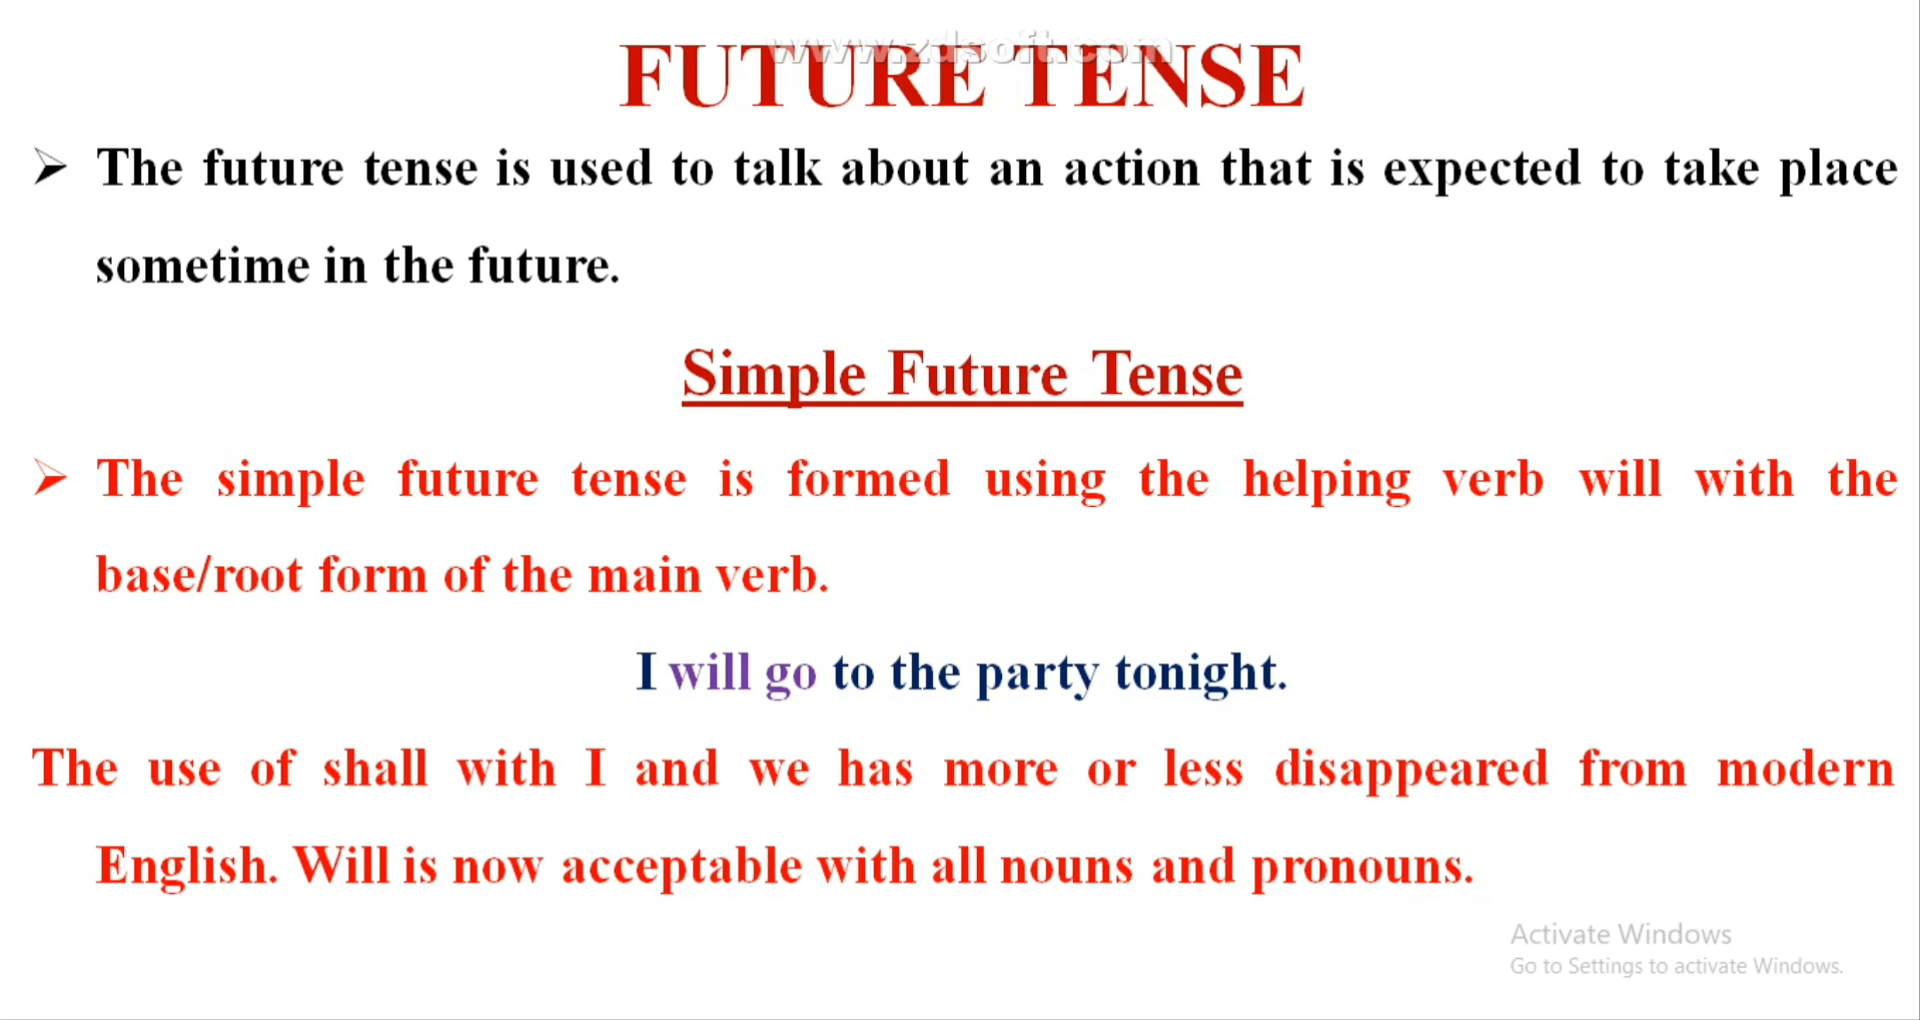 www.zdsoft.com
FUTURE TENSE
➢ The future tense is used to talk about an action that is expected to take place
sometime in the future.
Simple Future Tense
➢ The simple future tense is formed using the helping verb will with the
base/root form of the main verb.
I will go to the party tonight.
The use of shall with I and we has more or less disappeared from modern
English. Will is now acceptable with all nouns and pronouns.
Activate Windows
Go to Settings to activate Windows.